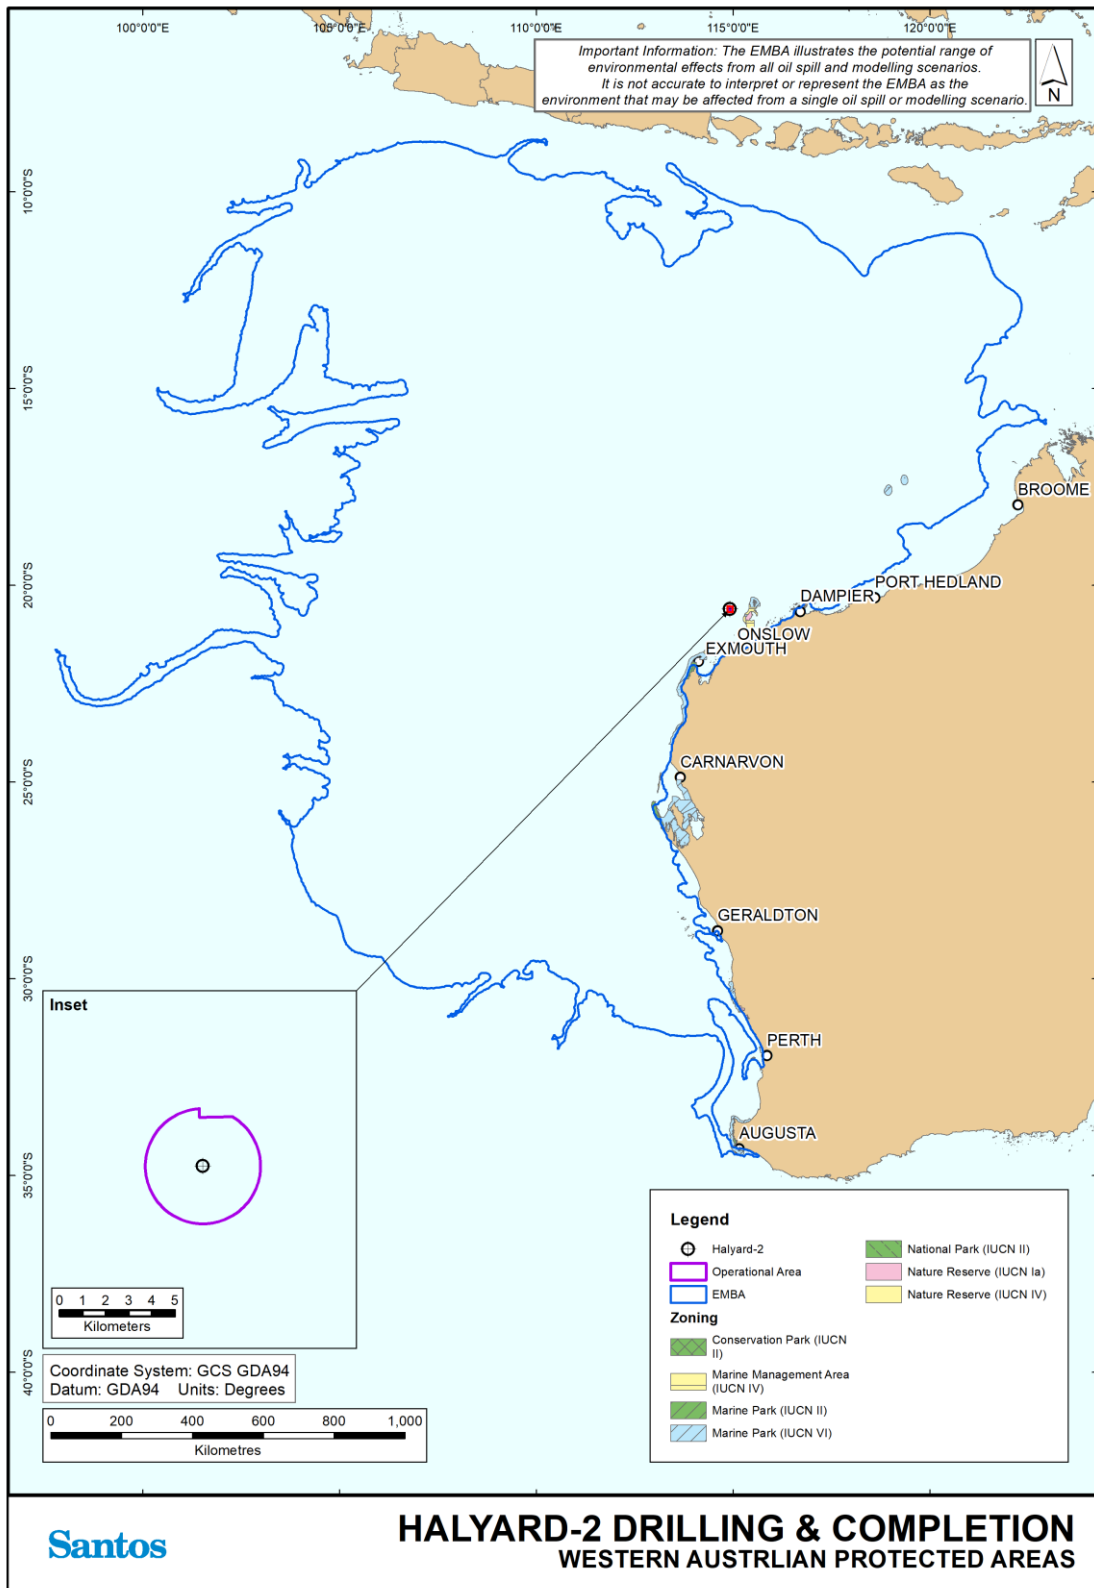 100°0'0"E
105°0'0"E
110°0'0"E
115°0'0"E
120°0'0"E
Important Information: The EMBA illustrates the potential range of
environmental effects from all oil spill and modelling scenarios.
It is not accurate to interpret or represent the EMBA as the
environment that may be affected from a single oil spill or modelling scenario.
N
10°0'0"S
15°0'0"S
20°0'0"S
25°0'0"S
30°0'0"S
35°0'0"S
40°0'0"S
BROOME
PORT HEDLAND
DAMPIER
ONSLOW
EXMOUTH
CARNARVON
GERALDTON
PERTH
AUGUSTA
Inset
0 1 2 3 4 5
Kilometers
Coordinate System: GCS GDA94
Datum: GDA94 Units: Degrees
0 200 400 600 800 1,000
Kilometres
Legend
Halyard-2
Operational Area
EMBA
Zoning
Conservation Park (IUCN
II)
Marine Management Area
(IUCN IV)
Marine Park (IUCN II)
Marine Park (IUCN VI)
National Park (IUCN II)
Nature Reserve (IUCN Ia)
Nature Reserve (IUCN IV)
Santos
HALYARD-2 DRILLING & COMPLETION
WESTERN AUSTRLIAN PROTECTED AREAS